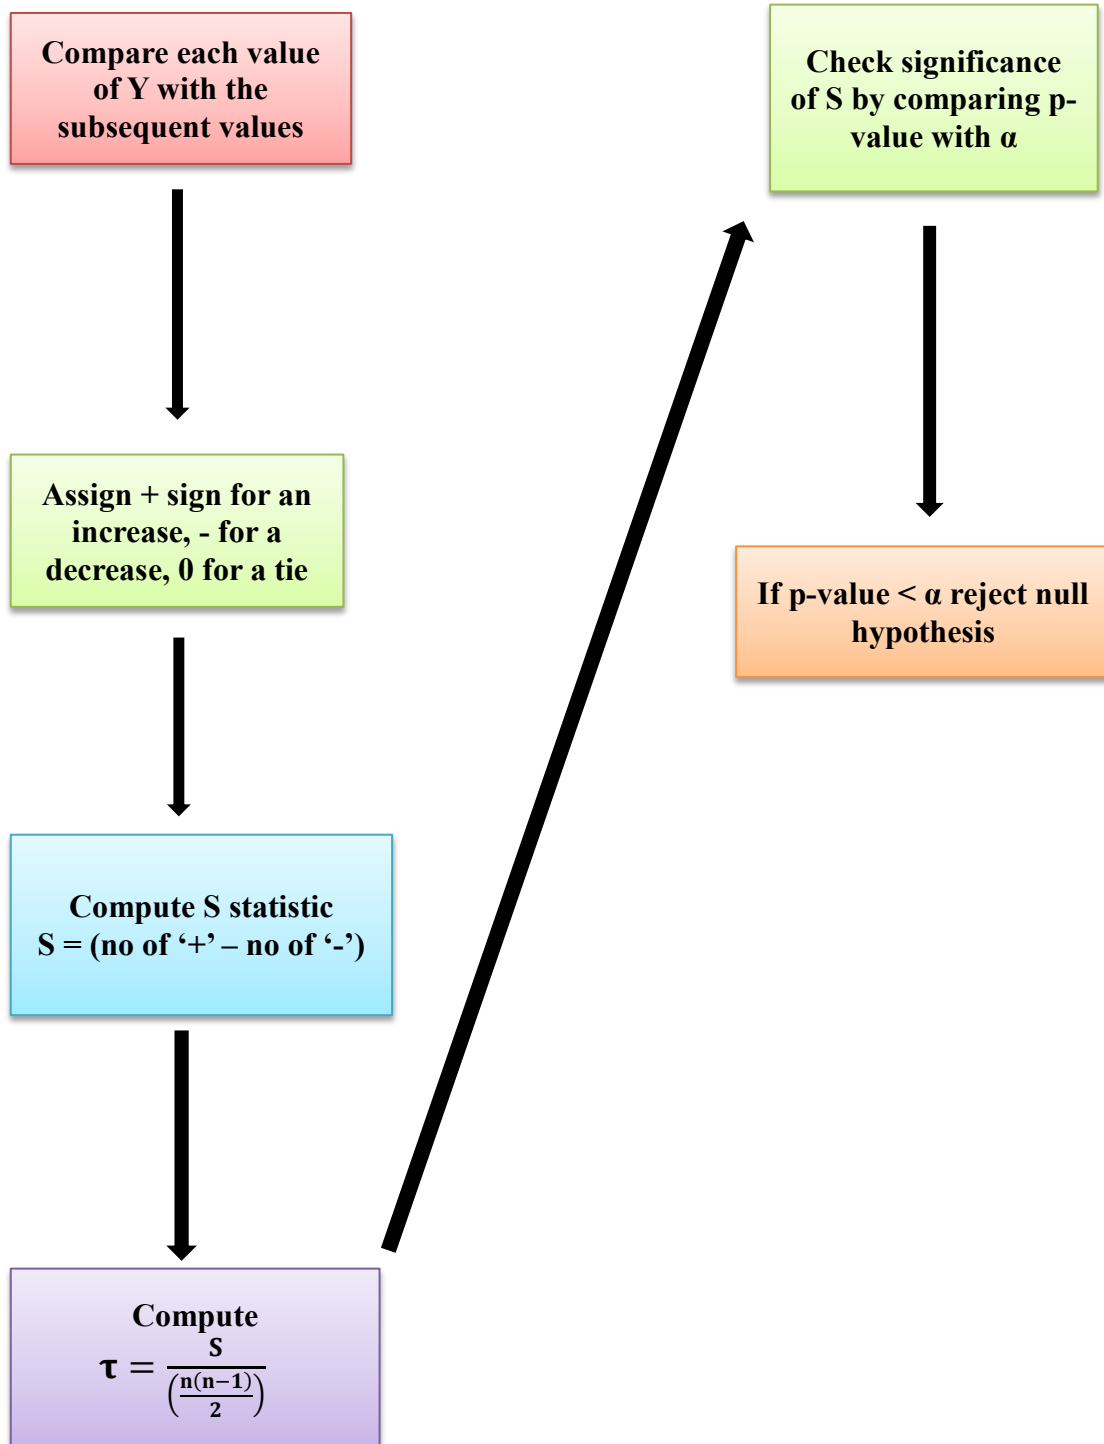 Compare each value
of Y with the
subsequent values
Assign + sign for an
increase, - for a
decrease, 0 for a tie
Compute S statistic
S = (no of ‘+’ – no of ‘-’)
Compute
τ = S / (n(n−1)/2)
Check significance
of S by comparing p-
value with α
If p-value < α reject null
hypothesis